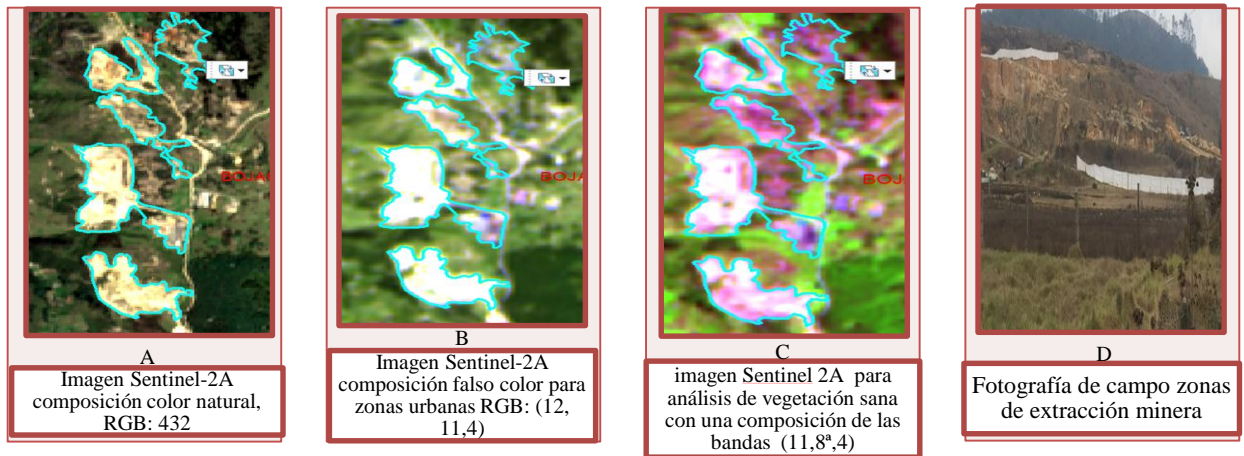 BOJAC
BOJA
BOJA
A
Imagen Sentinel-2A
composición color natural,
RGB: 432
B
Imagen Sentinel-2A
composición falso color para
zonas urbanas RGB: (12,
11,4)
C
imagen Sentinel 2A para
análisis de vegetación sana
con una composición de las
bandas (11,8ª,4)
D
Fotografía de campo zonas
de extracción minera